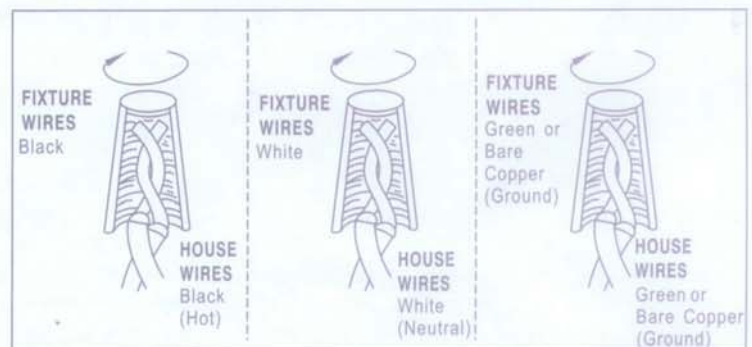 FIXTURE
WIRES
Black
HOUSE
WIRES
Black
(Hot)
FIXTURE
WIRES
White
HOUSE
WIRES
White
(Neutral)
FIXTURE
WIRES
Green or
Bare
Copper
(Ground)
HOUSE
WIRES
Green or
Bare Copper
(Ground)